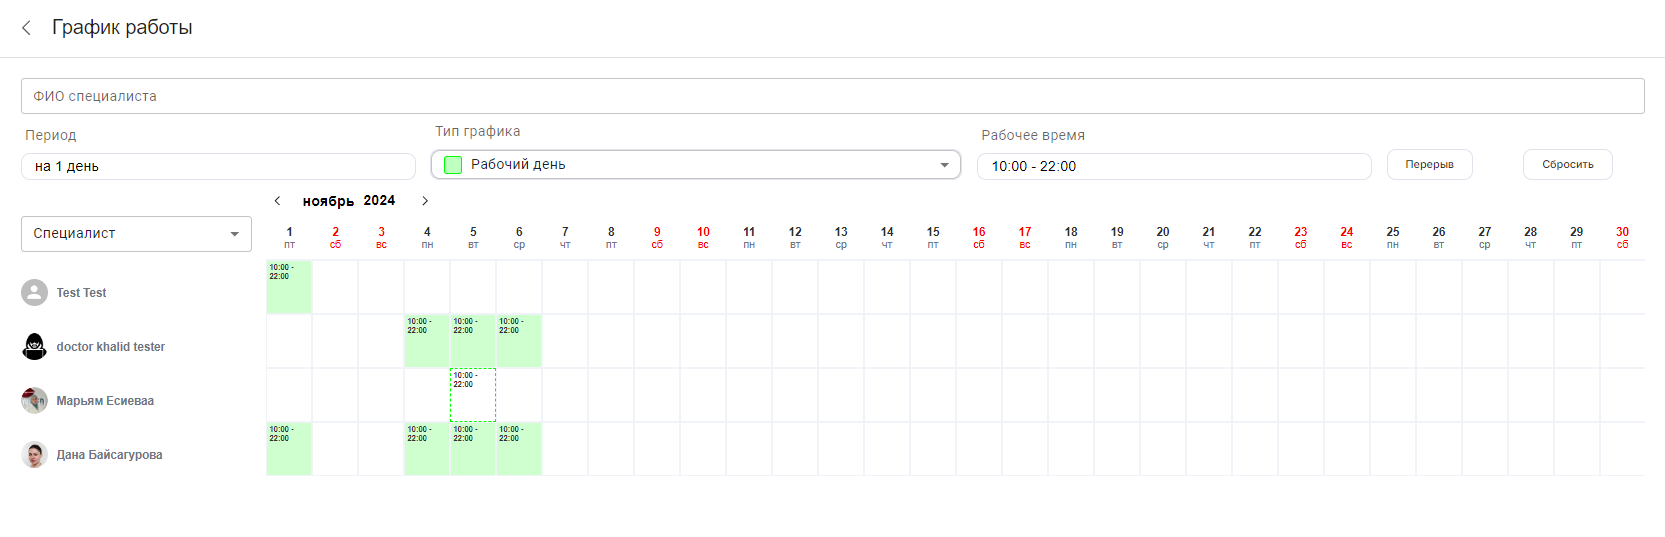 График работы
ФИО специалиста
Период Тип графика Рабочее время
на 1 день Рабочий день 10:00 - 22:00 Перерыв Сбросить
ноябрь 2024
Специалист
1 2 3 4 5 6 7 8 9 10 11 12 13 14 15 16 17 18 19 20 21 22 23 24 25 26 27 28 29 30
пт сб вс пн вт ср чт пт сб вс пн вт ср чт пт сб вс пн вт ср чт пт сб вс пн вт ср чт пт сб
Test Test
10:00 -
22:00
doctor khalid tester
10:00 - 10:00 - 10:00 -
22:00 22:00 22:00
Марьям Есиеваа
10:00 -
22:00
Дана Байсагурова
10:00 - 10:00 - 10:00 - 10:00 -
22:00 22:00 22:00 22:00